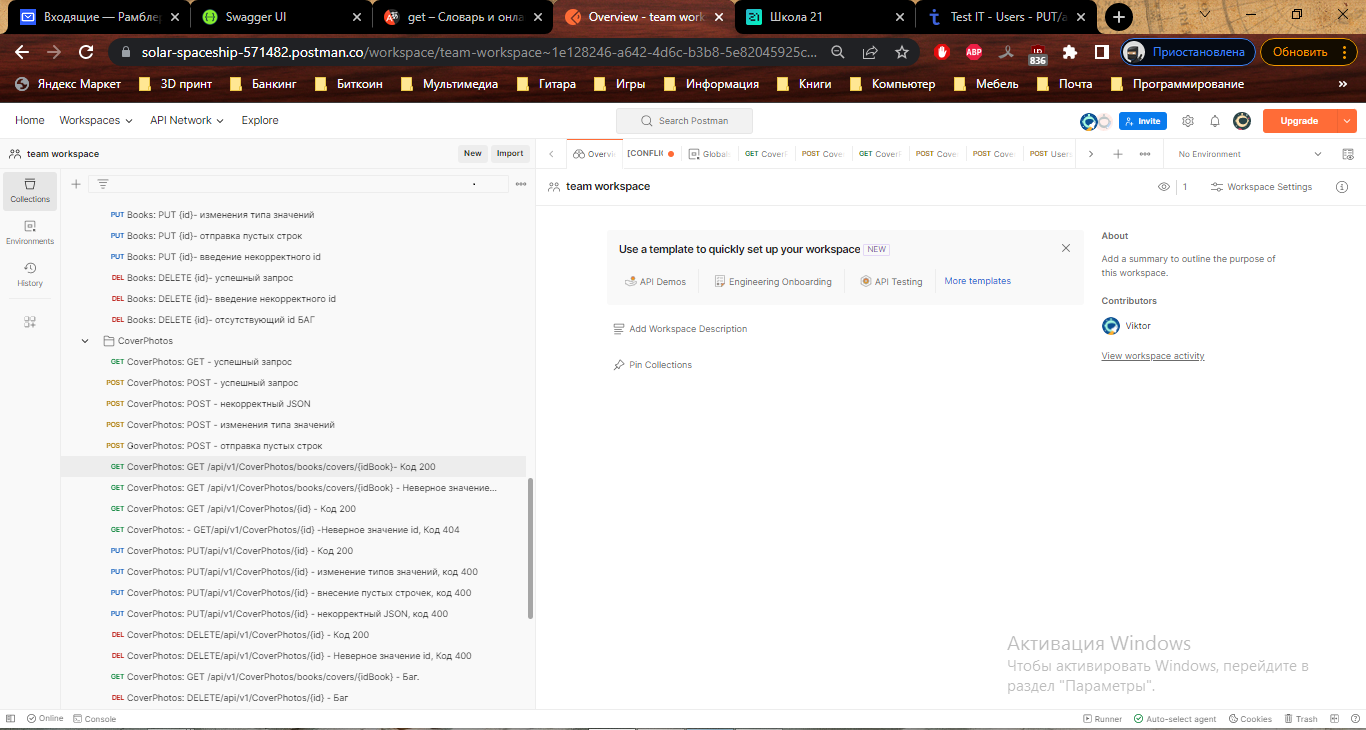 Входящие — Рамблер
Swagger UI
get – Словарь и онла
Overview - team work
Школа 21
Test IT - Users - PUT/a
solar-spaceship-571482.postman.co/workspace/team-workspace~1e128246-a642-4d6c-b3b8-5e82045925c...
ABP
836
Приостановлена
Обновить
Яндекс Маркет
3D принт
Банкинг
Биткоин
Мультимедиа
Гитара
Игры
Информация
Книги
Компьютер
Мебель
Почта
Программирование
»
Home
Workspaces
API Network
Explore
Search Postman
Invite
Upgrade
team workspace
New
Import
Overvi
[CONFLIC
Globals
GET CoverP
POST Cove
GET CoverP
POST Cove
POST Cove
POST Users
No Environment
Collections
Environments
History
team workspace
1
Workspace Settings
PUT Books: PUT {id}- изменения типа значений
PUT Books: PUT {id}- отправка пустых строк
PUT Books: PUT {id}- введение некорректного id
DEL Books: DELETE {id}- успешный запрос
DEL Books: DELETE {id}- введение некорректного id
DEL Books: DELETE {id}- отсутствующий id БАГ
CoverPhotos
GET CoverPhotos: GET - успешный запрос
POST CoverPhotos: POST - успешный запрос
POST CoverPhotos: POST - некорректный JSON
POST CoverPhotos: POST - изменения типа значений
POST CoverPhotos: POST - отправка пустых строк
GET CoverPhotos: GET /api/v1/CoverPhotos/books/covers/{idBook}- Код 200
GET CoverPhotos: GET /api/v1/CoverPhotos/books/covers/{idBook} - Неверное значение...
GET CoverPhotos: GET /api/v1/CoverPhotos/{id} - Код 200
GET CoverPhotos: - GET/api/v1/CoverPhotos/{id} -Неверное значение id, Код 404
PUT CoverPhotos: PUT/api/v1/CoverPhotos/{id} - Код 200
PUT CoverPhotos: PUT/api/v1/CoverPhotos/{id} - изменение типов значений, код 400
PUT CoverPhotos: PUT/api/v1/CoverPhotos/{id} - внесение пустых строчек, код 400
PUT CoverPhotos: PUT/api/v1/CoverPhotos/{id} - некорректный JSON, код 400
DEL CoverPhotos: DELETE/api/v1/CoverPhotos/{id} - Код 200
DEL CoverPhotos: DELETE/api/v1/CoverPhotos/{id} - Неверное значение id, Код 400
GET CoverPhotos: GET /api/v1/CoverPhotos/books/covers/{idBook} - Баг.
DEL CoverPhotos: DELETE/api/v1/CoverPhotos/{id} - Баг
Use a template to quickly set up your workspace NEW
API Demos
Engineering Onboarding
API Testing
More templates
Add Workspace Description
Pin Collections
About
Add a summary to outline the purpose of
this workspace.
Contributors
Viktor
View workspace activity
Активация Windows
Чтобы активировать Windows, перейдите в
раздел "Параметры".
Online
Console
Runner
Auto-select agent
Cookies
Trash